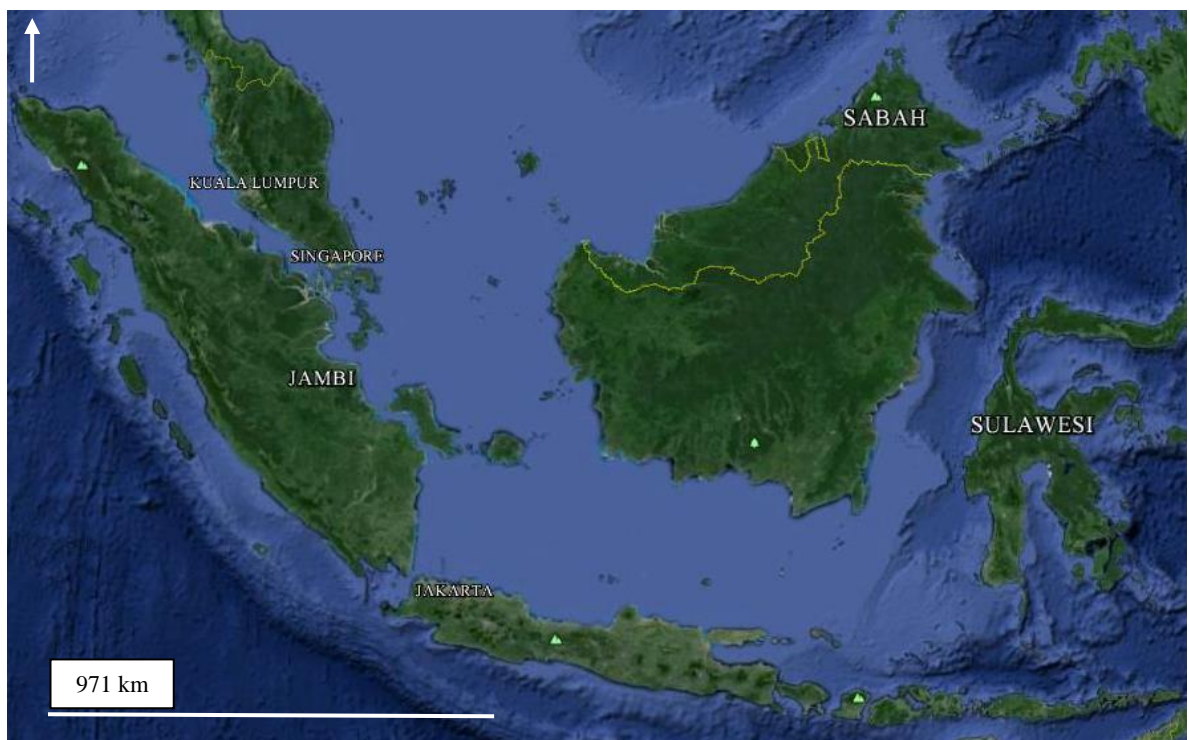 SABAH
KUALA LUMPUR
SINGAPORE
JAMBI
SULAWESI
JAKARTA
971 km